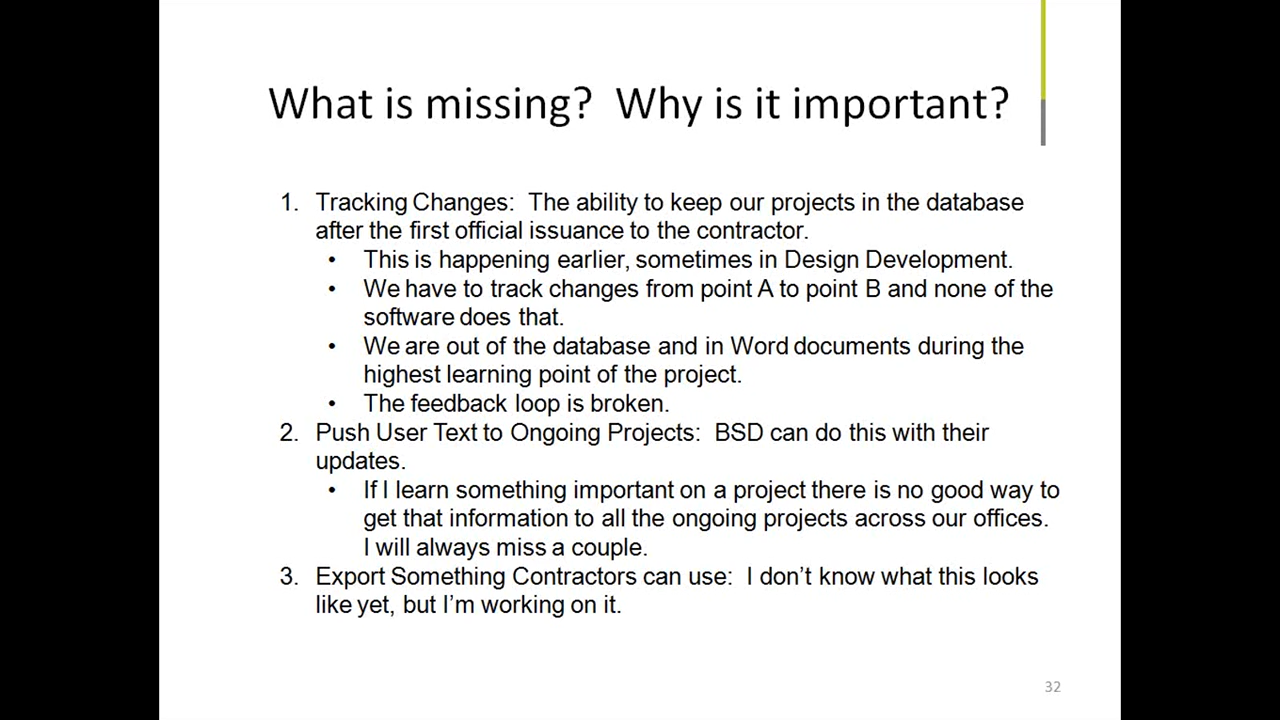 What is missing?  Why is it important?
1. Tracking Changes:  The ability to keep our projects in the database
after the first official issuance to the contractor.
• This is happening earlier, sometimes in Design Development.
• We have to track changes from point A to point B and none of the
software does that.
• We are out of the database and in Word documents during the
highest learning point of the project.
• The feedback loop is broken.
2. Push User Text to Ongoing Projects:  BSD can do this with their
updates.
• If I learn something important on a project there is no good way to
get that information to all the ongoing projects across our offices.
I will always miss a couple.
3. Export Something Contractors can use:  I don’t know what this looks
like yet, but I’m working on it.
32